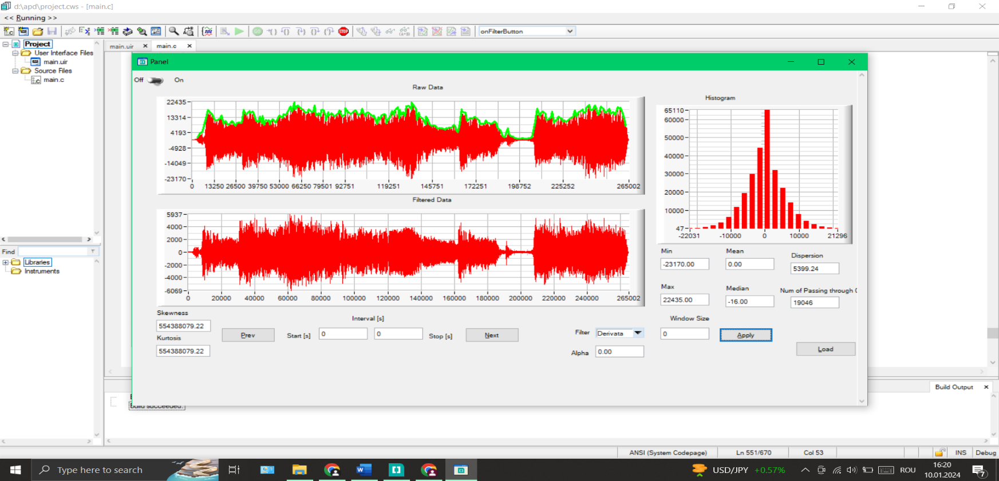 d:\apd\project.cws - [main.c]
<< Running >>
onFilterButton
Project
User Interface Files
main.uir
Source Files
main.c
main.uir
main.c
Panel
Off
On
Raw Data
22435
13314
4193
-4928
-14049
-23170
0 13250 26500 39750 53000 66250 79501 92751 119251 145751 172251 198752 225252 265002
Filtered Data
5937
4000
2000
0
-2000
-4000
-6069
0 20000 40000 60000 80000 100000 120000 140000 160000 180000 200000 220000 240000 265002
Histogram
65110
60000
50000
40000
30000
20000
10000
47
-22031 -10000 0 10000 21296
Min
-23170.00
Mean
0.00
Dispersion
5399.24
Max
22435.00
Median
-16.00
Num of Passing through
19046
Skewness
554388079.22
Kurtosis
554388079.22
Prev
Interval [s]
Start [s]
0
0
Stop [s]
Next
Filter
Derivata
Alpha
0.00
Window Size
0
Apply
Load
Find
Libraries
Instruments
Build Output
Build succeeded.
ANSI (System Codepage)
Ln 551/670
Col 53
INS
Debug
Type here to search
USD/JPY +0.57%
ROU
16:20
10.01.2024
7